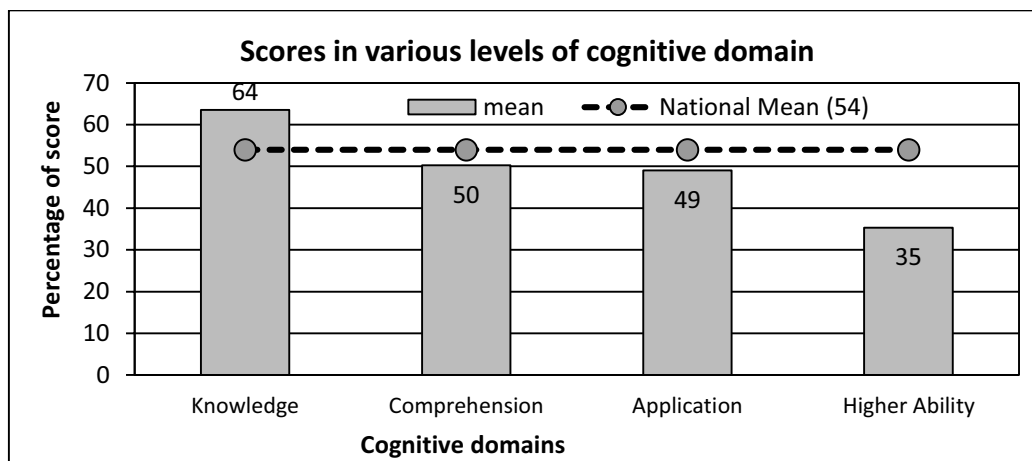 Scores in various levels of cognitive domain
Percentage of score
70
60
50
40
30
20
10
0
mean
National Mean (54)
64
50
49
35
Knowledge
Comprehension
Application
Higher Ability
Cognitive domains